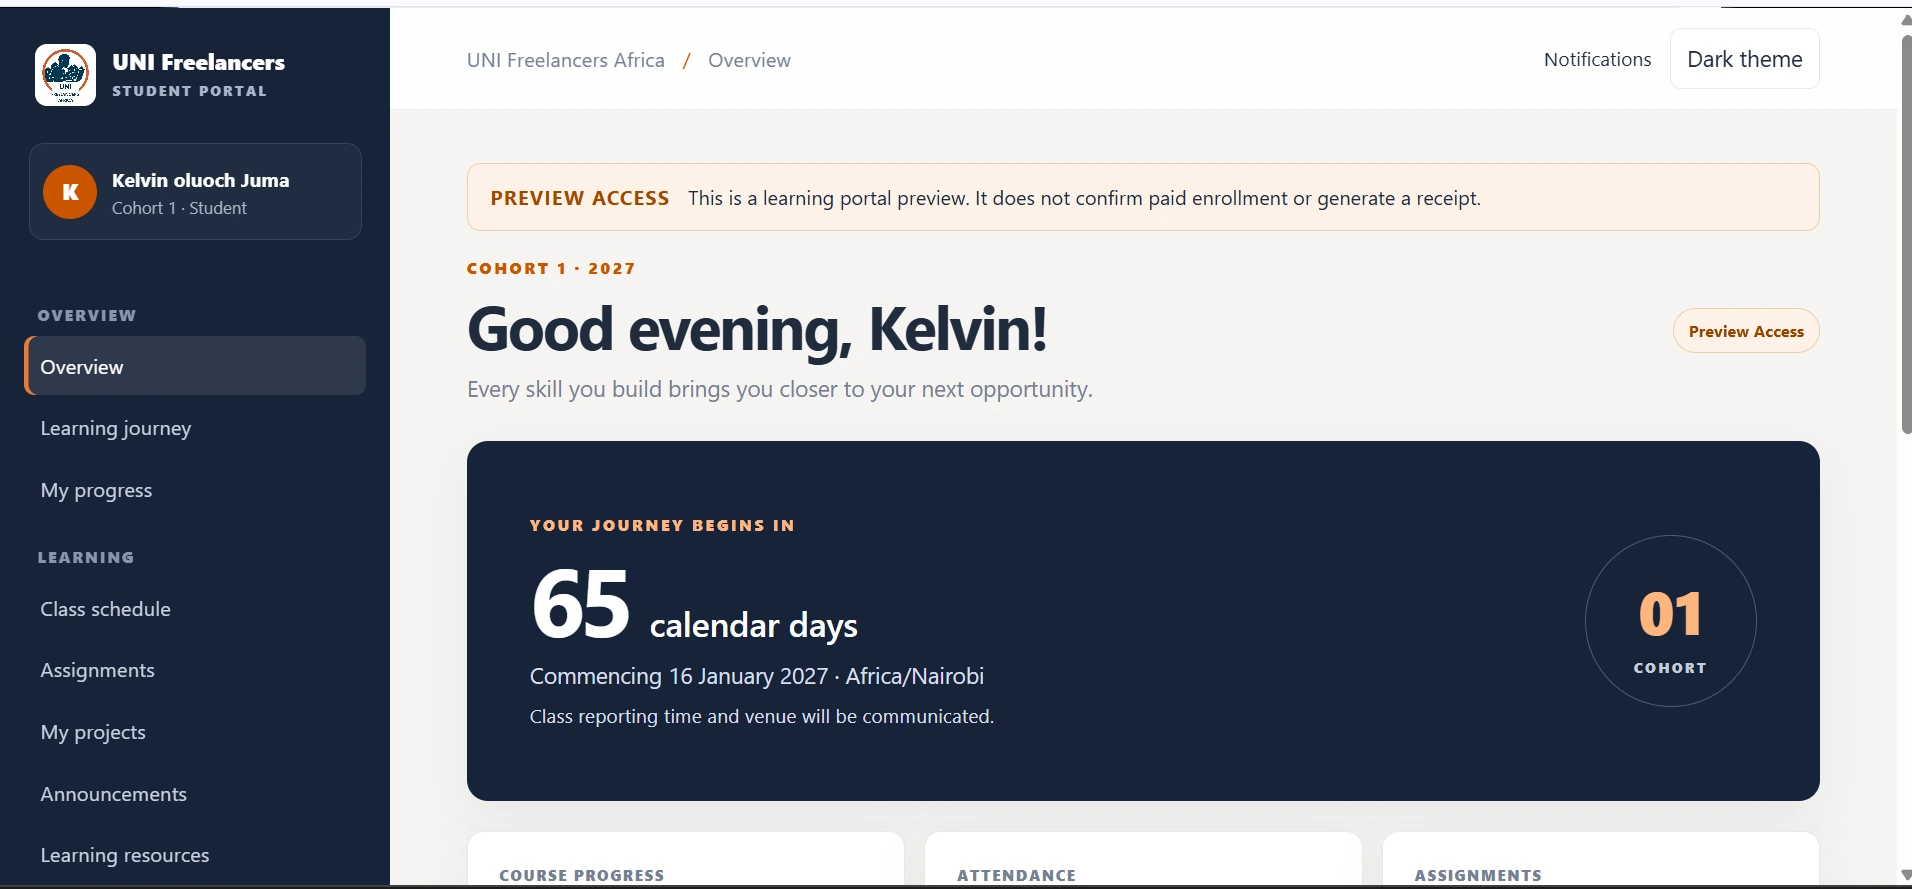 UNI
FREELANCERS
AFRICA
UNI Freelancers
STUDENT PORTAL
K
Kelvin oluoch Juma
Cohort 1 · Student
OVERVIEW
Overview
Learning journey
My progress
LEARNING
Class schedule
Assignments
My projects
Announcements
Learning resources
UNI Freelancers Africa / Overview
Notifications
Dark theme
PREVIEW ACCESS This is a learning portal preview. It does not confirm paid enrollment or generate a receipt.
COHORT 1 · 2027
Good evening, Kelvin!
Preview Access
Every skill you build brings you closer to your next opportunity.
YOUR JOURNEY BEGINS IN
65 calendar days
Commencing 16 January 2027 · Africa/Nairobi
Class reporting time and venue will be communicated.
01
COHORT
COURSE PROGRESS
ATTENDANCE
ASSIGNMENTS